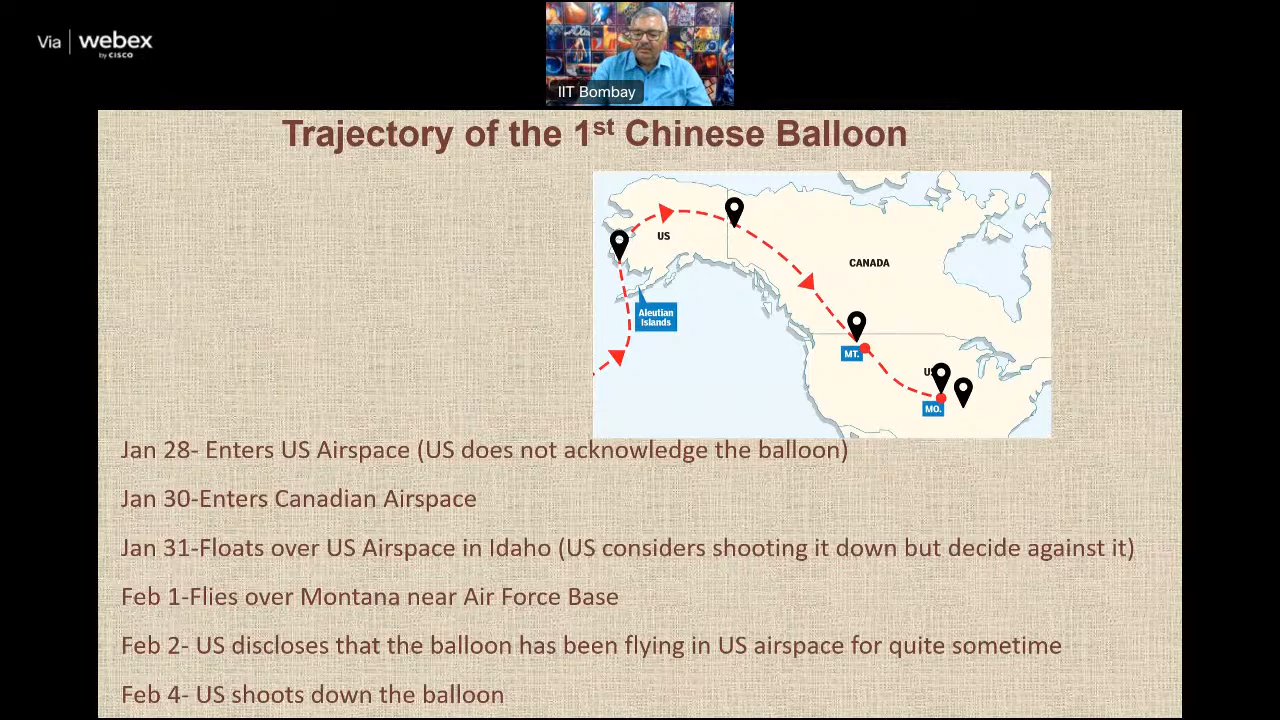 Via webex
by CISCO
IIT Bombay
Trajectory of the 1st Chinese Balloon
US
CANADA
Aleutian
Islands
MT.
US
MO.
Jan 28- Enters US Airspace (US does not acknowledge the balloon)
Jan 30-Enters Canadian Airspace
Jan 31-Floats over US Airspace in Idaho (US considers shooting it down but decide against it)
Feb 1-Flies over Montana near Air Force Base
Feb 2- US discloses that the balloon has been flying in US airspace for quite sometime
Feb 4- US shoots down the balloon